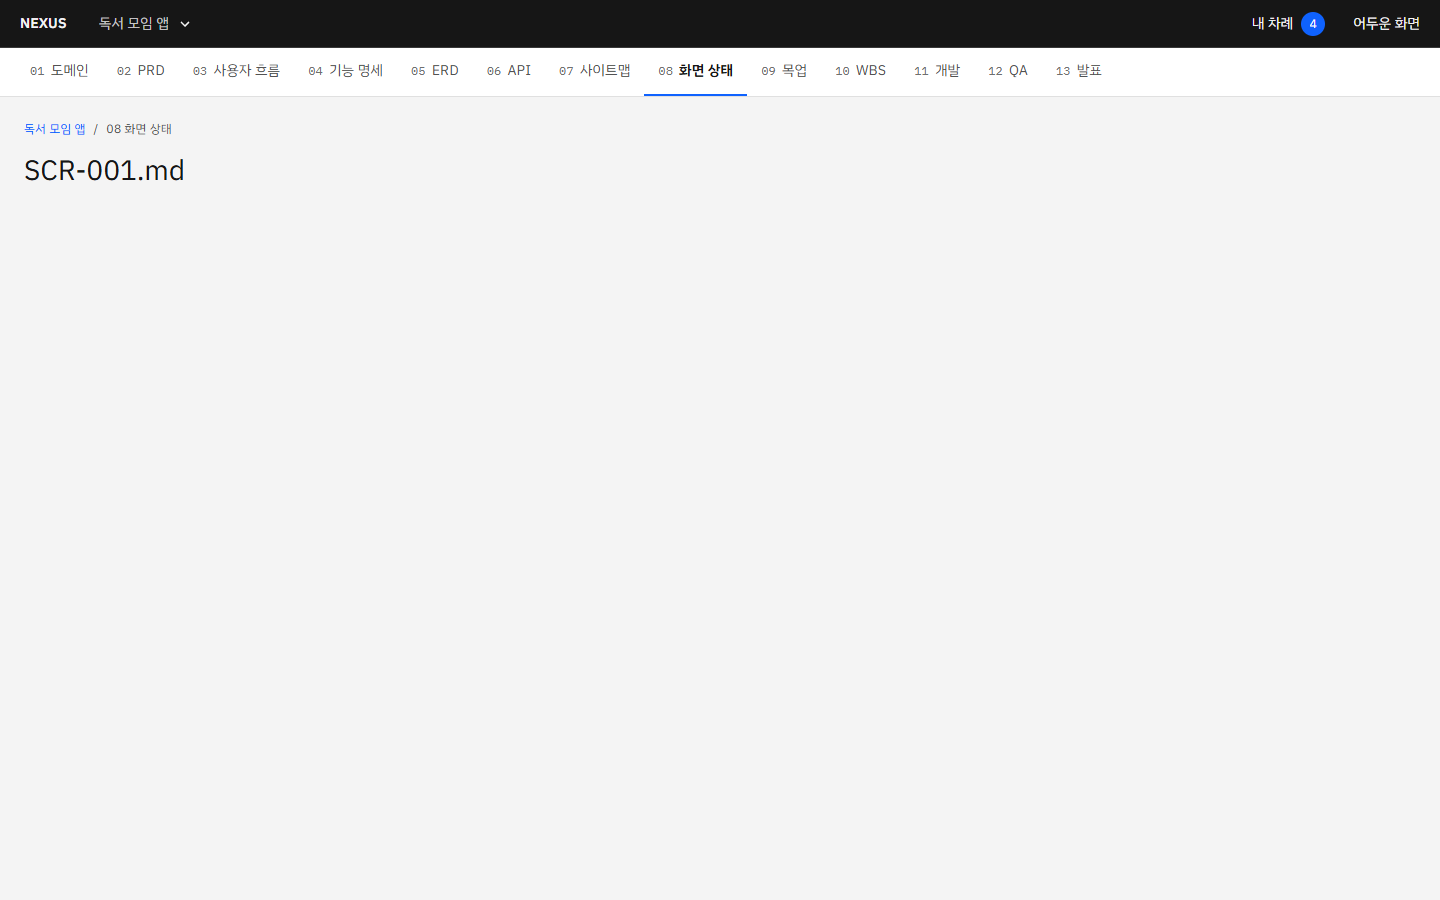 NEXUS 독서 모임 앱 내 차례 4 어두운 화면
01 도메인 02 PRD 03 사용자 흐름 04 기능 명세 05 ERD 06 API 07 사이트맵 08 화면 상태 09 목업 10 WBS 11 개발 12 QA 13 발표
독서 모임 앱 / 08 화면 상태
SCR-001.md